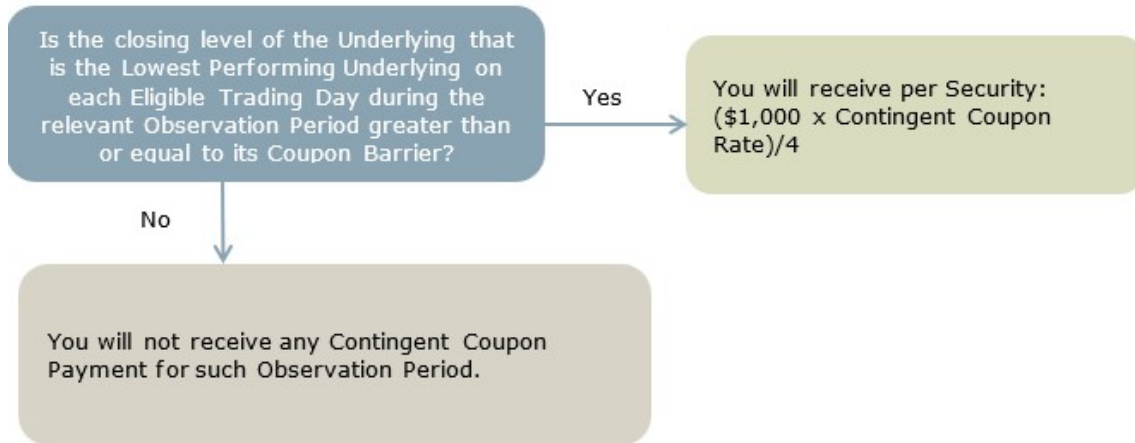 Is the closing level of the Underlying that
is the Lowest Performing Underlying on
each Eligible Trading Day during the
relevant Observation Period greater than
or equal to its Coupon Barrier?
Yes
You will receive per Security:
($1,000 x Contingent Coupon
Rate)/4
No
You will not receive any Contingent Coupon
Payment for such Observation Period.